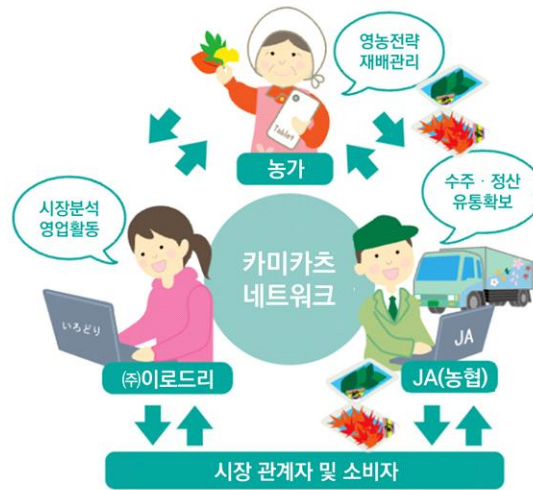 영농전략
재배관리
Tablet
농가
시장분석
영업활동
수주 · 정산
유통확보
카미카츠
네트워크
いろどり
JA
㈜이로드리
JA(농협)
시장 관계자 및 소비자